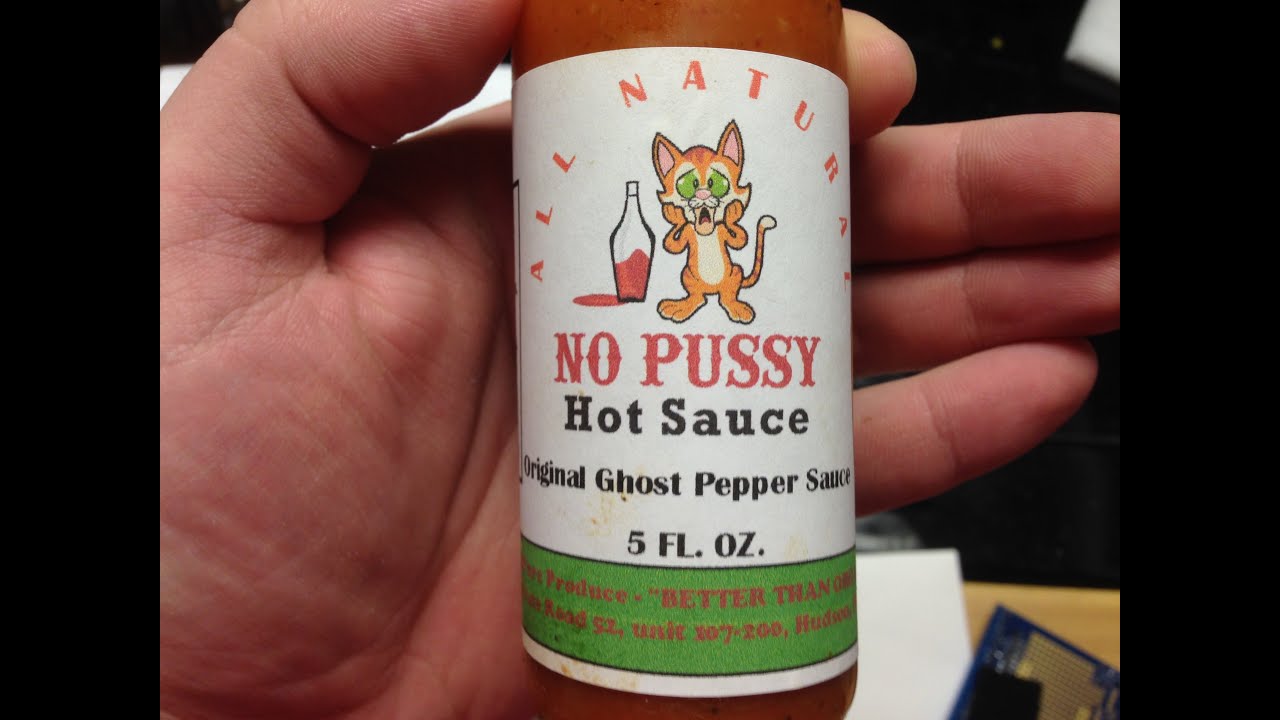 ALL NATURAL
NO PUSSY
Hot Sauce
Original Ghost Pepper Sauce
5 FL. OZ.
Produce - "BETTER THAN
Road 52, unit 107-200, Hudson